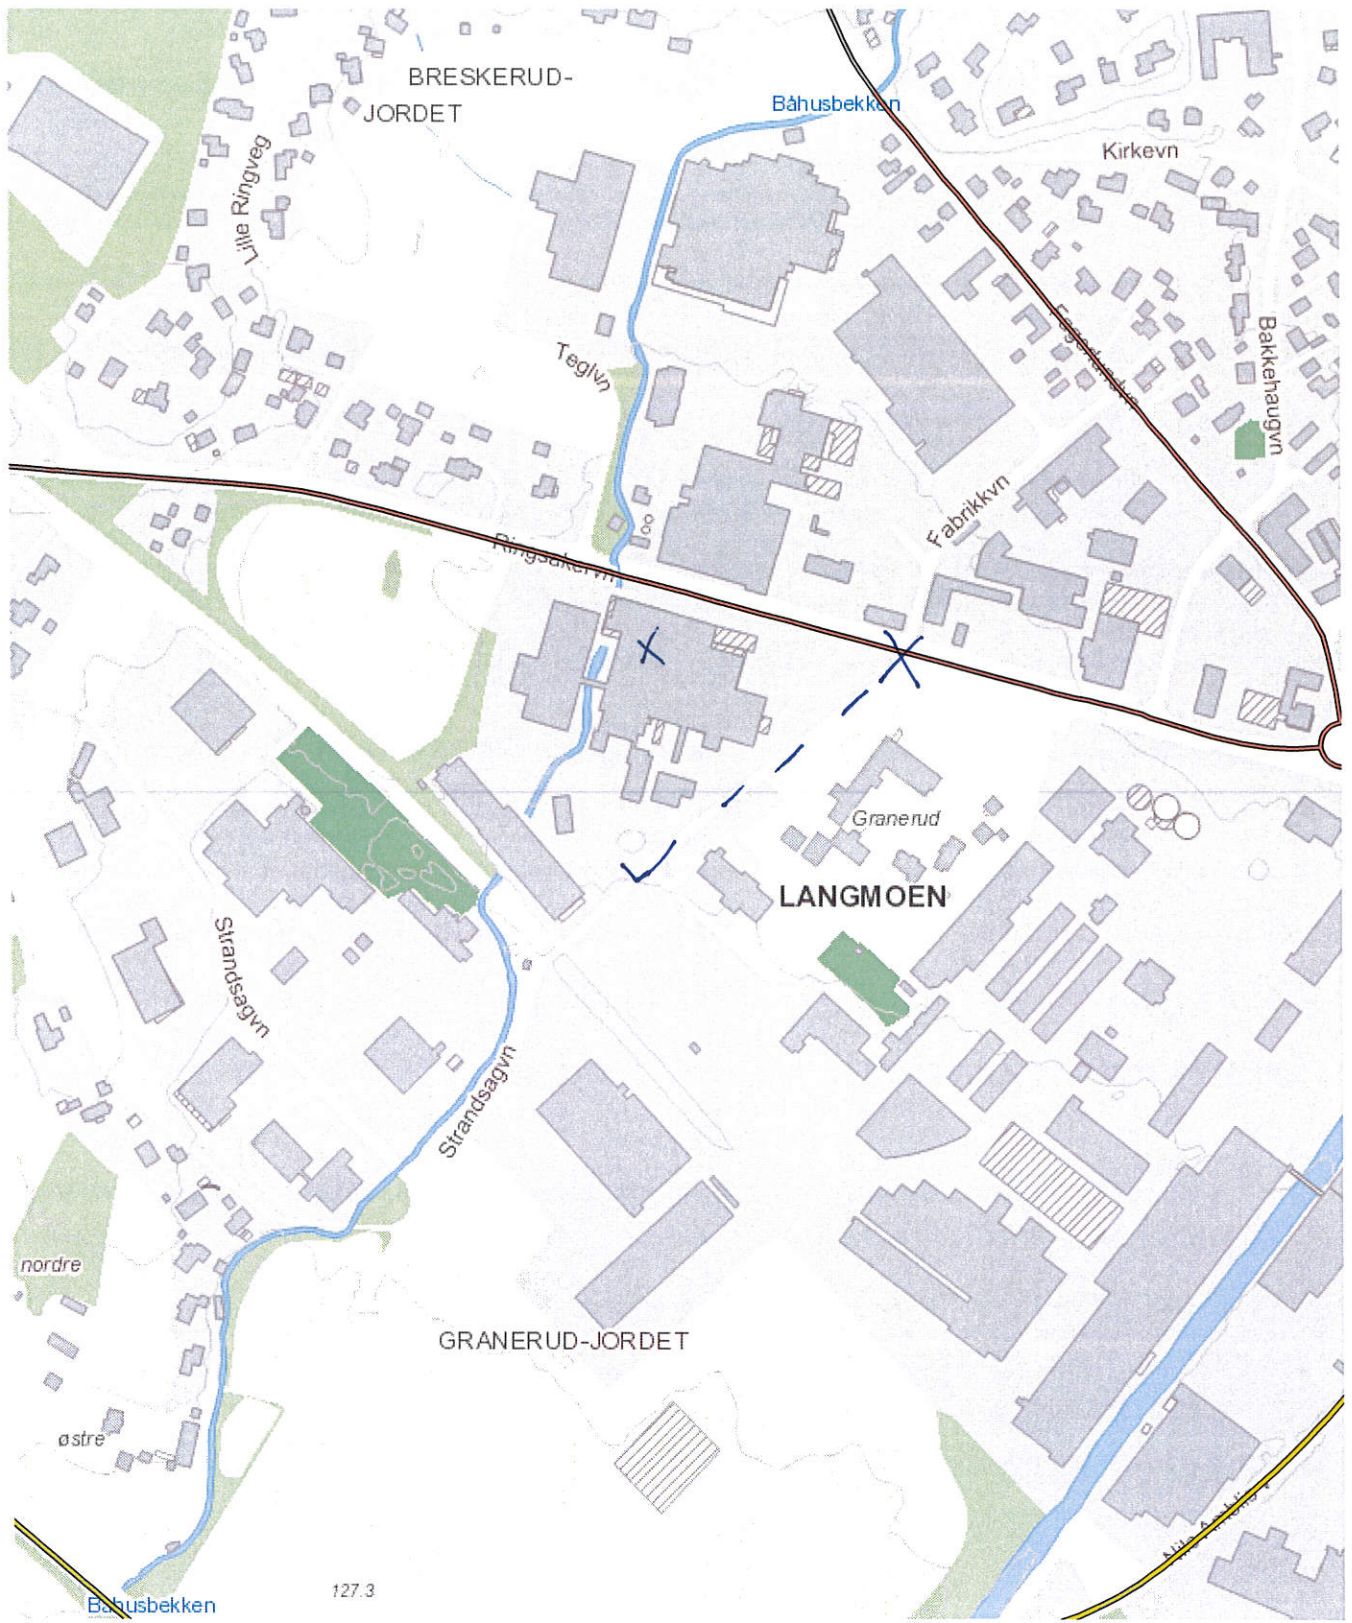 BRESKERUD-
JORDET
Båhusbekken
Kirkevn
Lille Ringveg
Teglvn
Fagerlundvn
Bakkehaugvn
Fabrikkvn
Ringsakervn
Granerud
LANGMOEN
Strandsagvn
Strandsagvn
nordre
GRANERUD-JORDET
østre
127.3
Båhusbekken